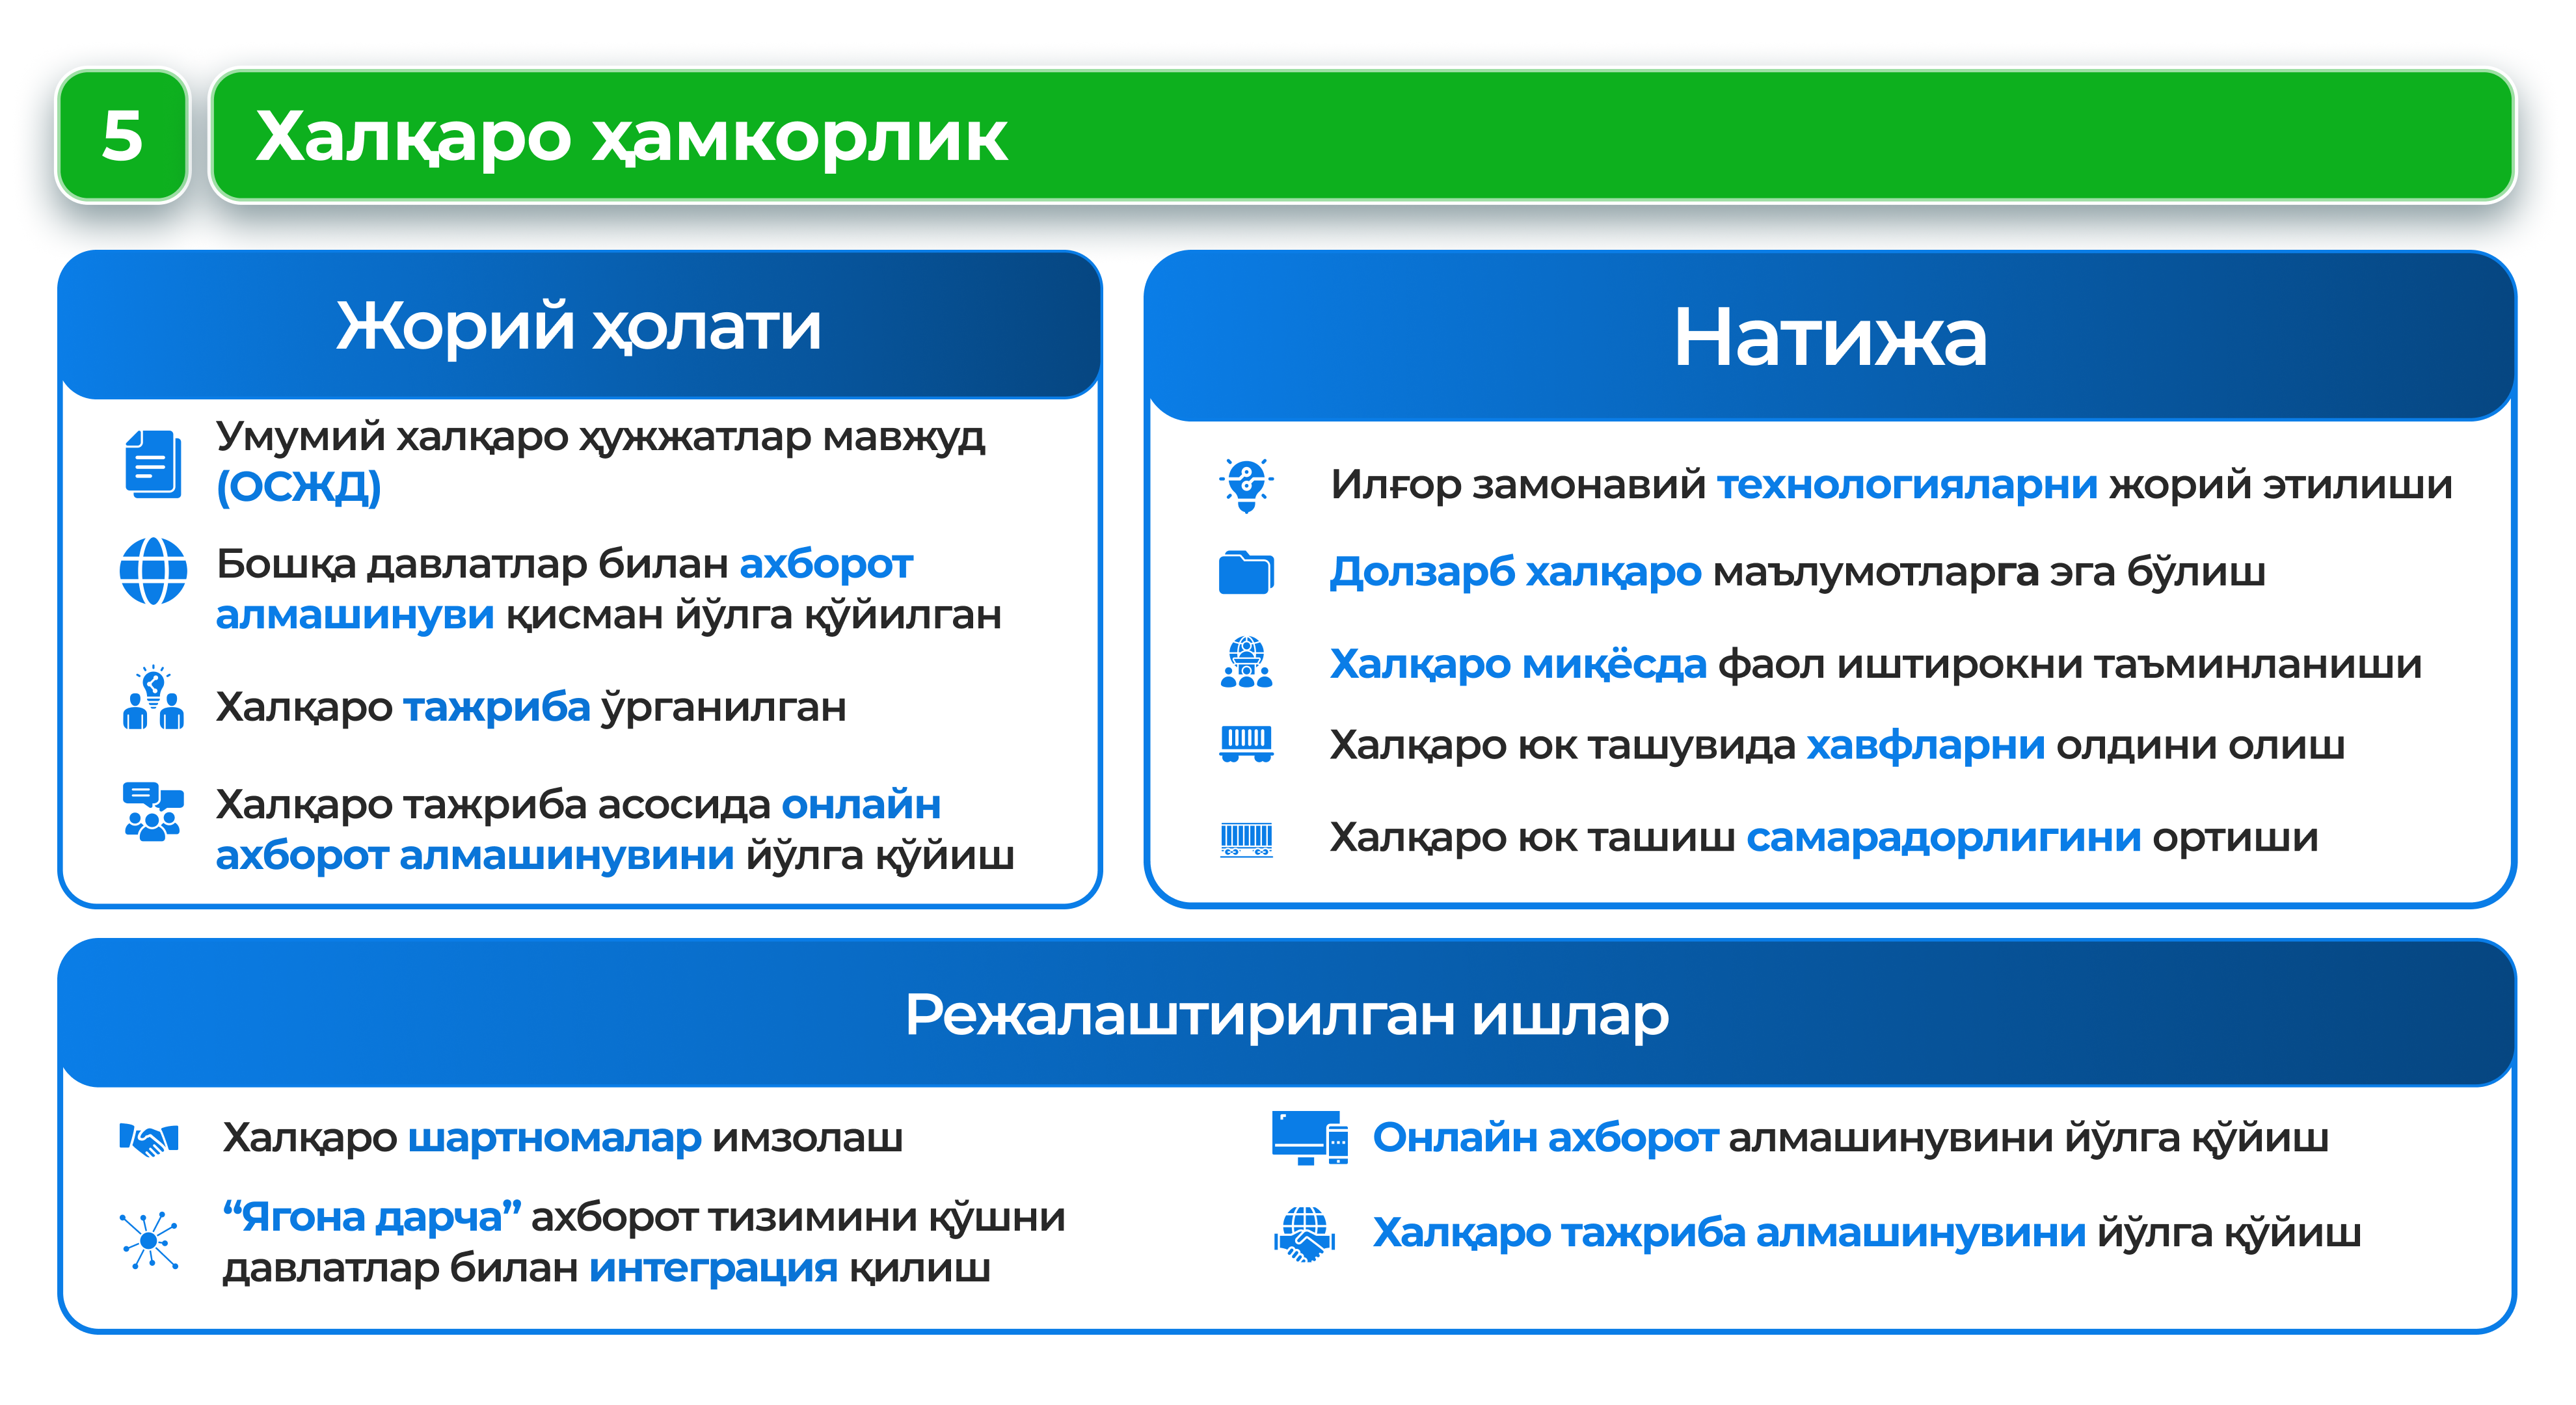 5
Халқаро ҳамкорлик
Жорий ҳолати
Умумий халқаро ҳужжатлар мавжуд
(ОСЖД)
Бошқа давлатлар билан ахборот
алмашинуви қисман йўлга қўйилган
Халқаро тажриба ўрганилган
Халқаро тажриба асосида онлайн
ахборот алмашинувини йўлга қўйиш
Натижа
Илғор замонавий технологияларни жорий этилиши
Долзарб халқаро маълумотларга эга бўлиш
Халқаро миқёсда фаол иштирокни таъминланиши
Халқаро юк ташувида хавфларни олдини олиш
Халқаро юк ташиш самарадорлигини ортиши
Режалаштирилган ишлар
Халқаро шартномалар имзолаш
“Ягона дарча” ахборот тизимини қўшни
давлатлар билан интеграция қилиш
Онлайн ахборот алмашинувини йўлга қўйиш
Халқаро тажриба алмашинувини йўлга қўйиш